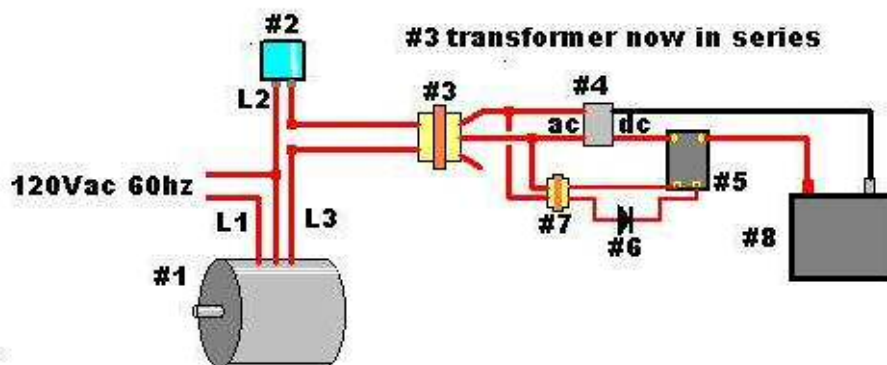 #2
#3 transformer now in series
L2
#3
#4
ac
dc
120Vac 60hz
#5
L1
L3
#7
#6
#8
#1